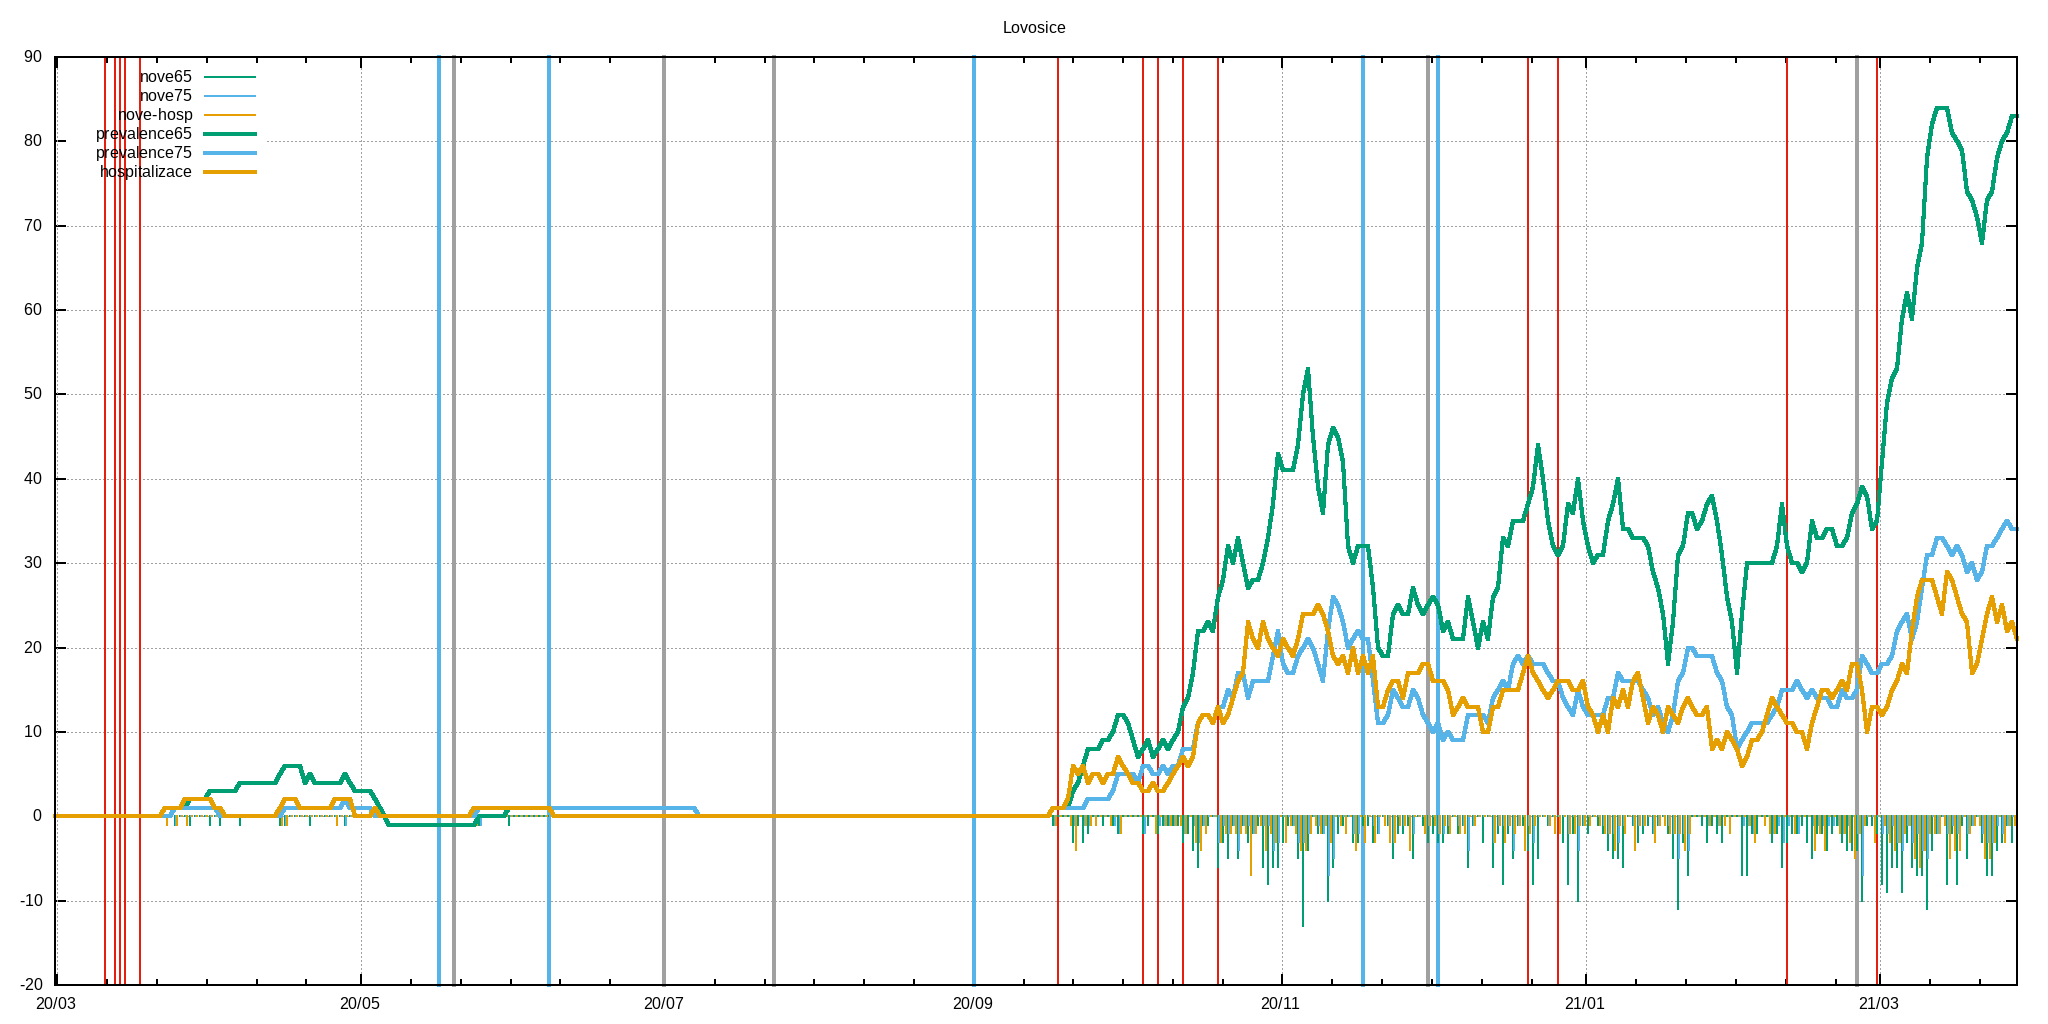 Lovosice
90
80
70
60
50
40
30
20
10
0
-10
-20
nove65
nove75
nove-hosp
prevalence65
prevalence75
hospitalizace
20/03 20/05 20/07 20/09 20/11 21/01 21/03